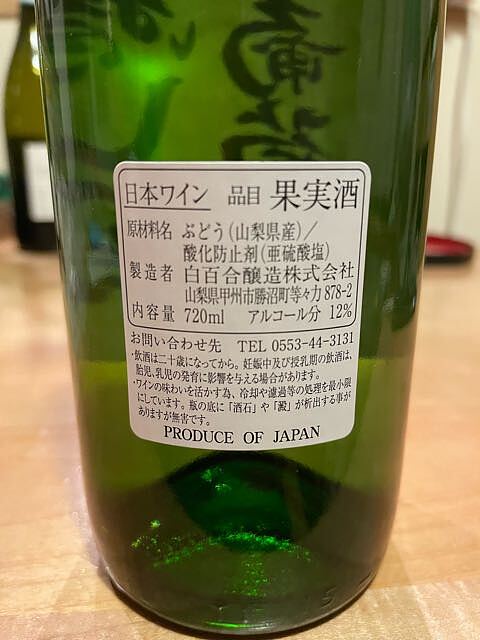 日本ワイン 品目 果実酒
原材料名 ぶどう(山梨県産)/
酸化防止剤(亜硫酸塩)
製造者 白百合醸造株式会社
山梨県甲州市勝沼町等々力878-2
内容量 720ml アルコール分 12%
お問い合わせ先 TEL 0553-44-3131
・飲酒は二十歳になってから。妊娠中及び授乳期の飲酒は、
胎児、乳児の発育に影響を与える場合があります。
・ワインの味わいを活かす為、冷却や濾過等の処理を最小限
にしています。瓶の底に「酒石」や「澱」が析出する事が
ありますが無害です。
PRODUCE OF JAPAN